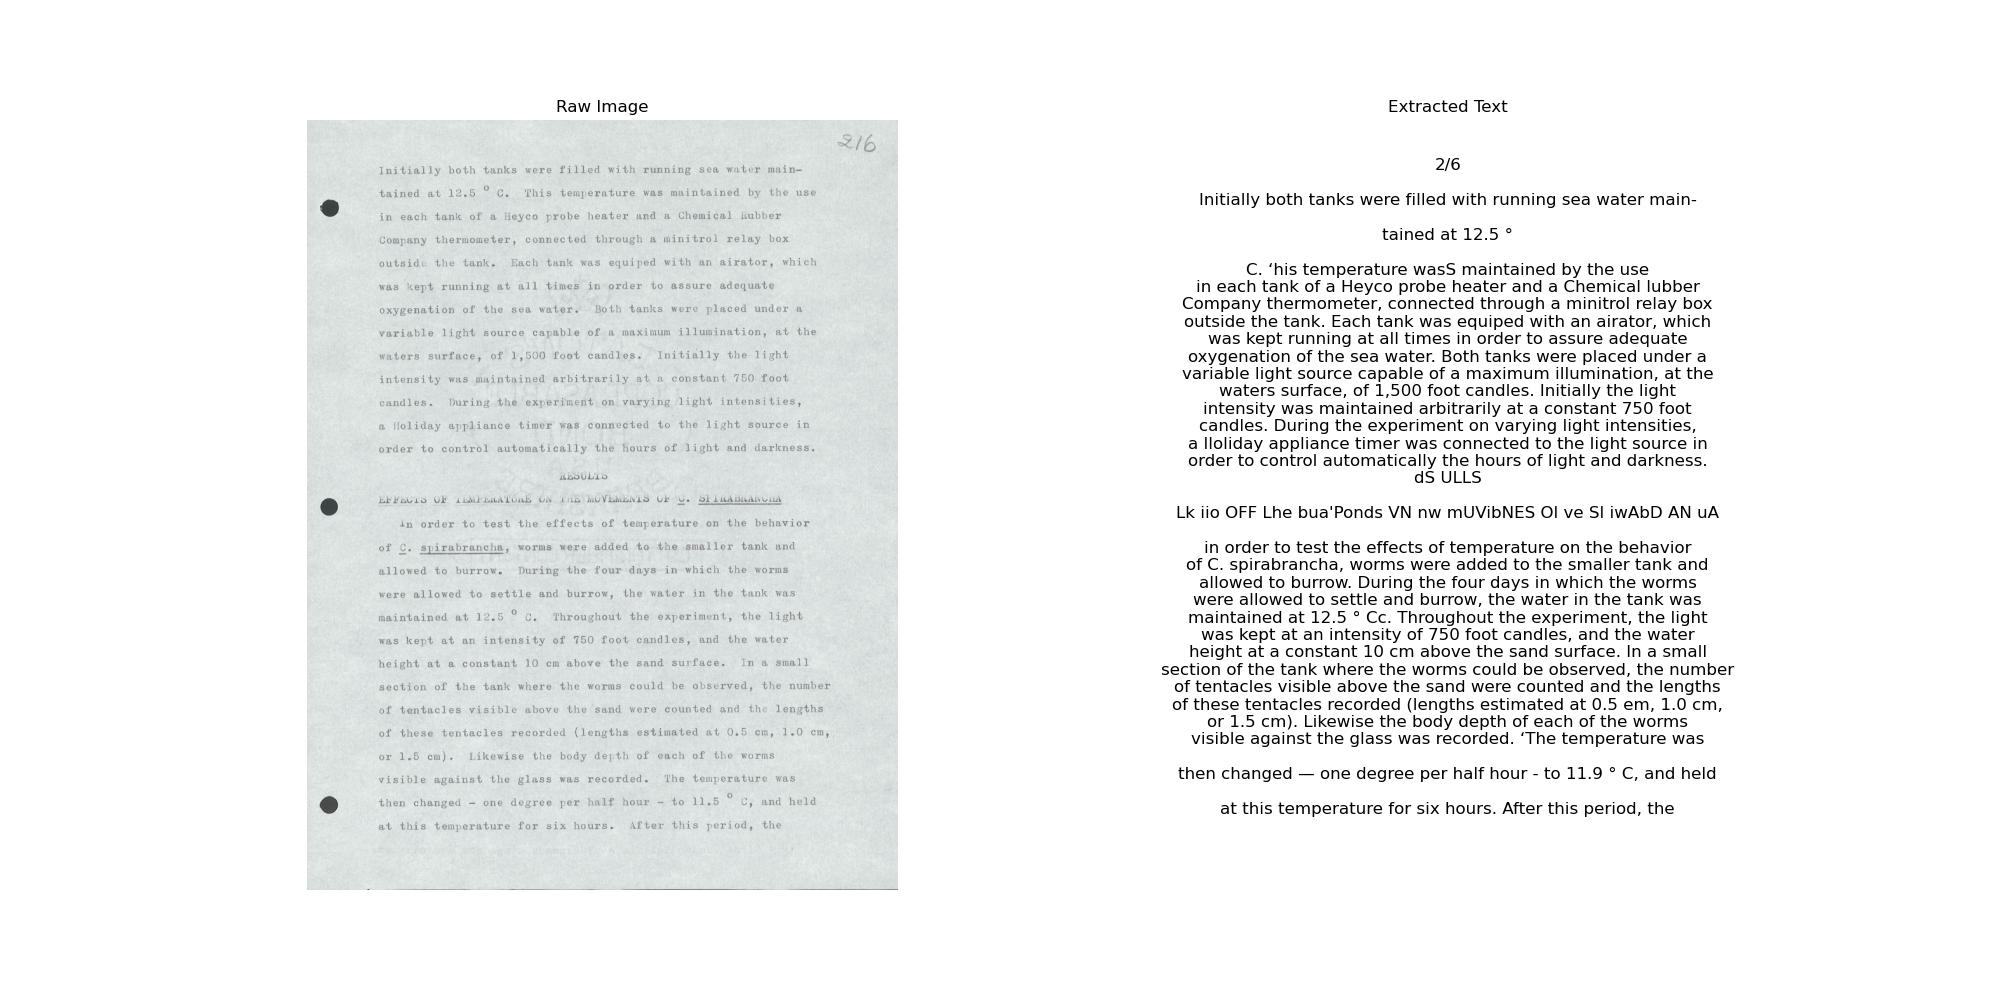 Raw Image
216
Initially both tanks were filled with running sea water main-
tained at 12.5 ° C. This temperature was maintained by the use
in each tank of a Heyco probe heater and a Chemical Rubber
Company thermometer, connected through a minitrol relay box
outside the tank. Each tank was equiped with an airator, which
was kept running at all times in order to assure adequate
oxygenation of the sea water. Both tanks were placed under a
variable light source capable of a maximum illumination, at the
waters surface, of 1,500 foot candles. Initially the light
intensity was maintained arbitrarily at a constant 750 foot
candles. During the experiment on varying light intensities,
a Holiday appliance timer was connected to the light source in
order to control automatically the hours of light and darkness.
RESULTS
EFFECTS OF TEMPERATURE ON THE MOVEMENTS OF C. SPIRABRANCHA
In order to test the effects of temperature on the behavior
of C. spirabrancha, worms were added to the smaller tank and
allowed to burrow. During the four days in which the worms
were allowed to settle and burrow, the water in the tank was
maintained at 12.5 ° C. Throughout the experiment, the light
was kept at an intensity of 750 foot candles, and the water
height at a constant 10 cm above the sand surface. In a small
section of the tank where the worms could be observed, the number
of tentacles visible above the sand were counted and the lengths
of these tentacles recorded (lengths estimated at 0.5 cm, 1.0 cm,
or 1.5 cm). Likewise the body depth of each of the worms
visible against the glass was recorded. The temperature was
then changed - one degree per half hour - to 11.5 ° C, and held
at this temperature for six hours. After this period, the
Extracted Text
2/6
Initially both tanks were filled with running sea water main-
tained at 12.5 °
C. ‘his temperature wasS maintained by the use
in each tank of a Heyco probe heater and a Chemical lubber
Company thermometer, connected through a minitrol relay box
outside the tank. Each tank was equiped with an airator, which
was kept running at all times in order to assure adequate
oxygenation of the sea water. Both tanks were placed under a
variable light source capable of a maximum illumination, at the
waters surface, of 1,500 foot candles. Initially the light
intensity was maintained arbitrarily at a constant 750 foot
candles. During the experiment on varying light intensities,
a lloliday appliance timer was connected to the light source in
order to control automatically the hours of light and darkness.
dS ULLS
Lk iio OFF Lhe bua'Ponds VN nw mUVibNES Ol ve Sl iwAbD AN uA
in order to test the effects of temperature on the behavior
of C. spirabrancha, worms were added to the smaller tank and
allowed to burrow. During the four days in which the worms
were allowed to settle and burrow, the water in the tank was
maintained at 12.5 ° Cc. Throughout the experiment, the light
was kept at an intensity of 750 foot candles, and the water
height at a constant 10 cm above the sand surface. In a small
section of the tank where the worms could be observed, the number
of tentacles visible above the sand were counted and the lengths
of these tentacles recorded (lengths estimated at 0.5 em, 1.0 cm,
or 1.5 cm). Likewise the body depth of each of the worms
visible against the glass was recorded. ‘The temperature was
then changed — one degree per half hour - to 11.9 ° C, and held
at this temperature for six hours. After this period, the